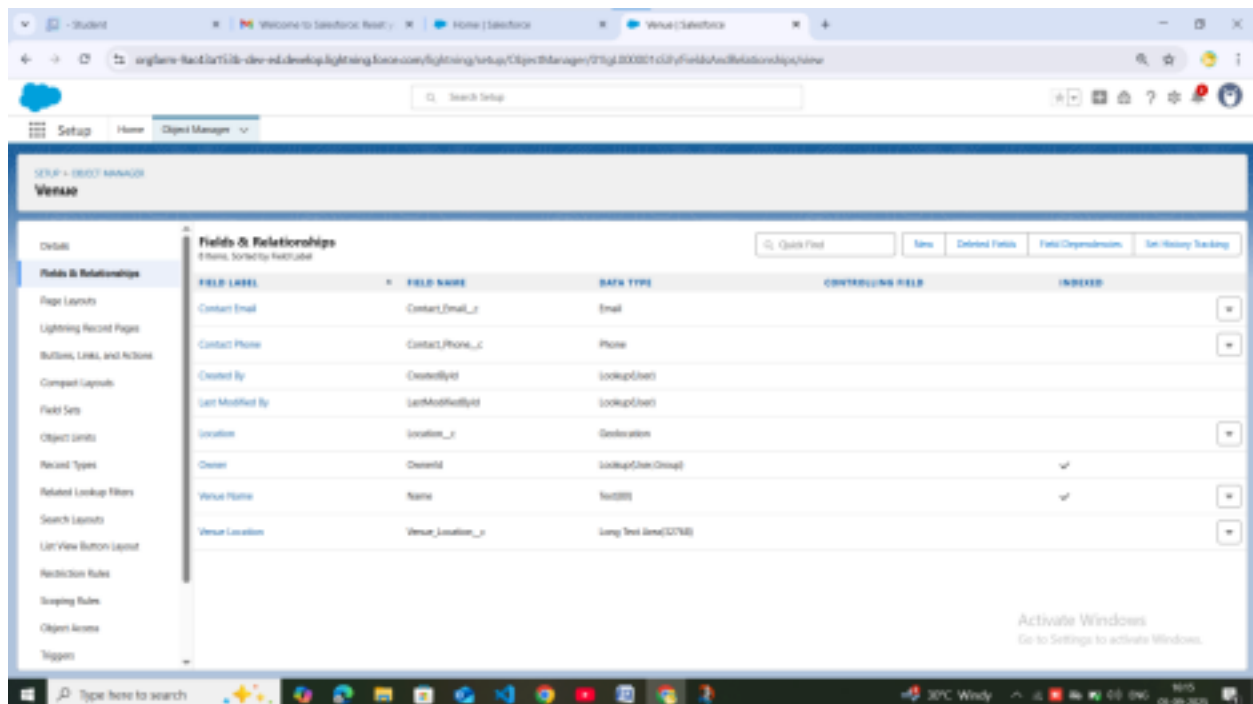 - Student
Welcome to Salesforce: Reset y
Home | Salesforce
Venue | Salesforce
Search Setup
Setup
Home
Object Manager
SETUP > OBJECT MANAGER
Venue
Details
Fields & Relationships
Page Layouts
Lightning Record Pages
Buttons, Links, and Actions
Compact Layouts
Field Sets
Object Limits
Record Types
Related Lookup Filters
Search Layouts
List View Button Layout
Restriction Rules
Scoping Rules
Object Access
Triggers
Fields & Relationships
8 Items, Sorted by Field Label
Quick Find
New
Deleted Fields
Field Dependencies
Set History Tracking
FIELD LABEL FIELD NAME DATA TYPE CONTROLLING FIELD INDEXED
Contact Email Contact_Email__c Email
Contact Phone Contact_Phone__c Phone
Created By CreatedById Lookup(User)
Last Modified By LastModifiedById Lookup(User)
Location Location__c Geolocation
Owner OwnerId Lookup(User,Group)
Venue Name Name Text(80)
Venue Location Venue_Location__c Long Text Area(32768)
Activate Windows
Go to Settings to activate Windows.
Type here to search
30°C Windy
ENG
16:15